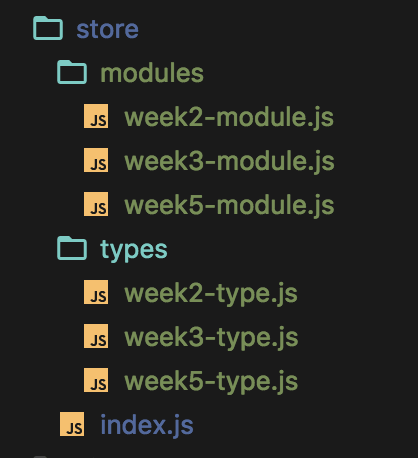 store
modules
JS week2-module.js
JS week3-module.js
JS week5-module.js
types
JS week2-type.js
JS week3-type.js
JS week5-type.js
JS index.js